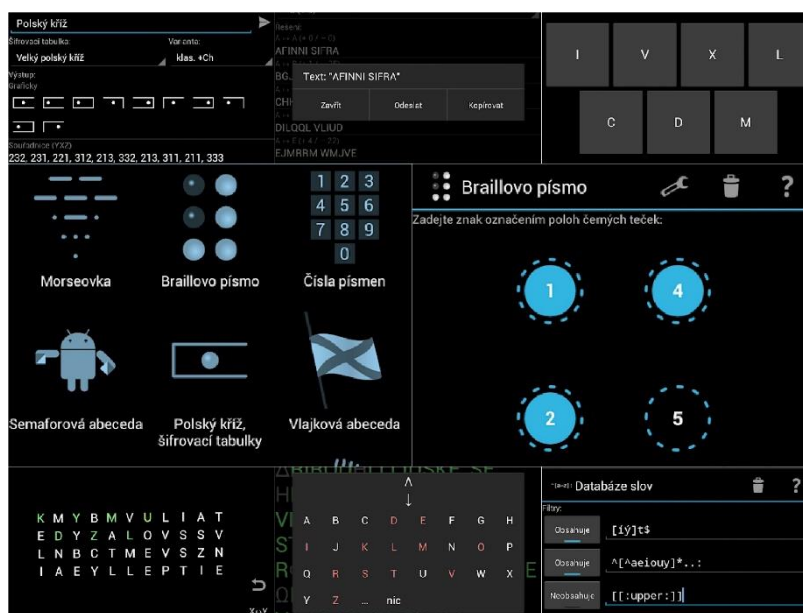 Polský kříž
Šifrovací tabulka:
Varianta:
Velký polský kříž
klas. +Ch
Výstup:
Graficky
Souřadnice (YXZ)
232, 231, 221, 312, 213, 332, 213, 311, 211, 333
Řešení:
AFINNI SIFRA
Text: "AFINNI SIFRA"
Zavřít
Odeslat
Kopírovat
DILQQL VLIUD
EJMRRM WMJVE
I V X L
C D M
1 2 3
4 5 6
7 8 9
0
Morseovka
Braillovo písmo
Čísla písmen
Semaforová abeceda
Polský kříž,
šifrovací tabulky
Vlajková abeceda
Braillovo písmo
?
Zadejte znak označením poloh černých teček:
1 4
2 5
K M Y B M V U L I A T
E D Y Z A L O V S S V
L N B C T M E V S Z N
I A E Y L L E P T I E
A B C D E F G H
I J K L M N O P
Q R S T U V W X
Y Z ... nic
Databáze slov
?
Filtry:
Obsahuje
[íý]t$
Obsahuje
^[^aeiouy]*..:
Neobsahuje
[[:upper:]]